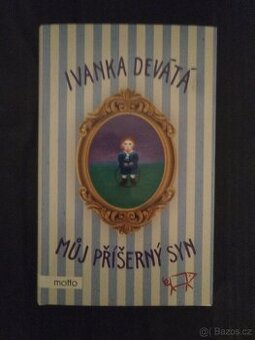 IVANKA DEVÁTÁ
MŮJ PŘÍŠERNÝ SYN
motto
Bazos.cz